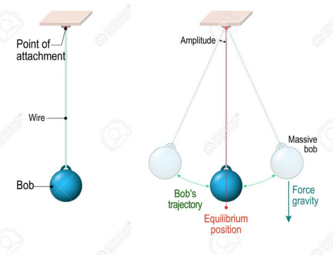 Point of
attachment
Wire
Bob
Amplitude
Massive
bob
Bob's
trajectory
Force
gravity
Equilibrium
position